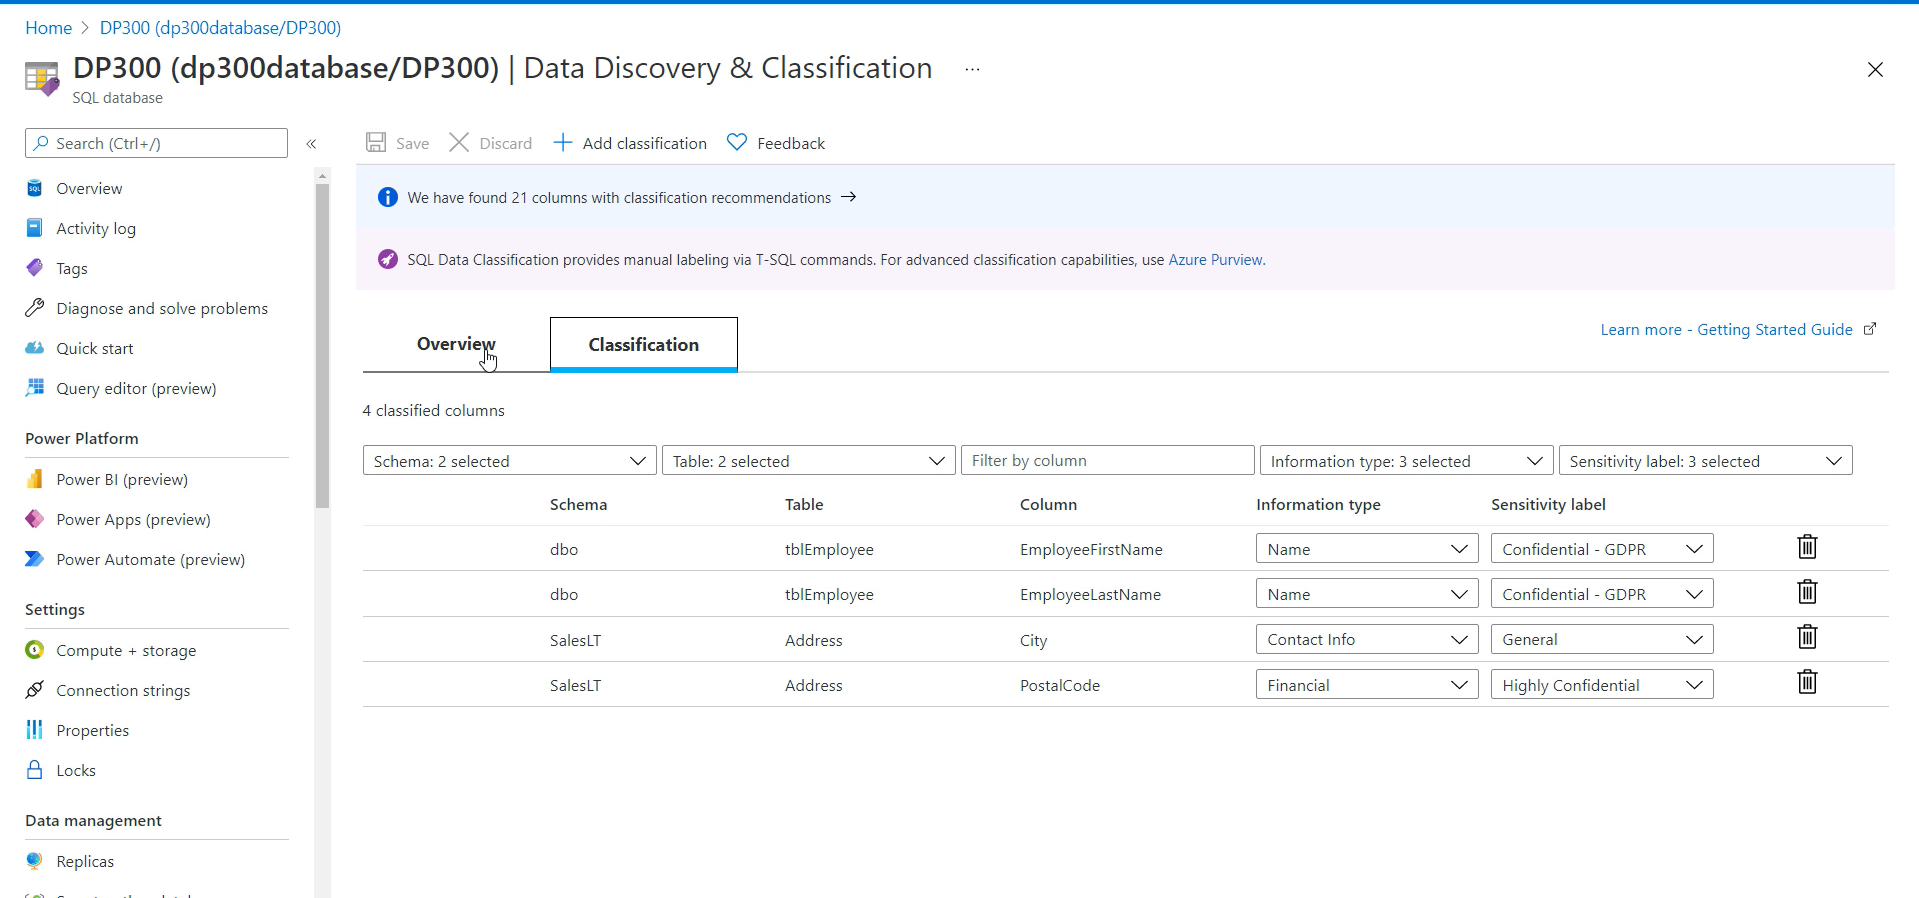 Home > DP300 (dp300database/DP300)
DP300 (dp300database/DP300) | Data Discovery & Classification ...
SQL database
Search (Ctrl+/)
«
Overview
Activity log
Tags
Diagnose and solve problems
Quick start
Query editor (preview)
Power Platform
Power BI (preview)
Power Apps (preview)
Power Automate (preview)
Settings
Compute + storage
Connection strings
Properties
Locks
Data management
Replicas
Save Discard Add classification Feedback
We have found 21 columns with classification recommendations →
SQL Data Classification provides manual labeling via T-SQL commands. For advanced classification capabilities, use Azure Purview.
Overview Classification
Learn more - Getting Started Guide
4 classified columns
Schema: 2 selected Table: 2 selected Filter by column Information type: 3 selected Sensitivity label: 3 selected
Schema Table Column Information type Sensitivity label
dbo tblEmployee EmployeeFirstName Name Confidential - GDPR
dbo tblEmployee EmployeeLastName Name Confidential - GDPR
SalesLT Address City Contact Info General
SalesLT Address PostalCode Financial Highly Confidential